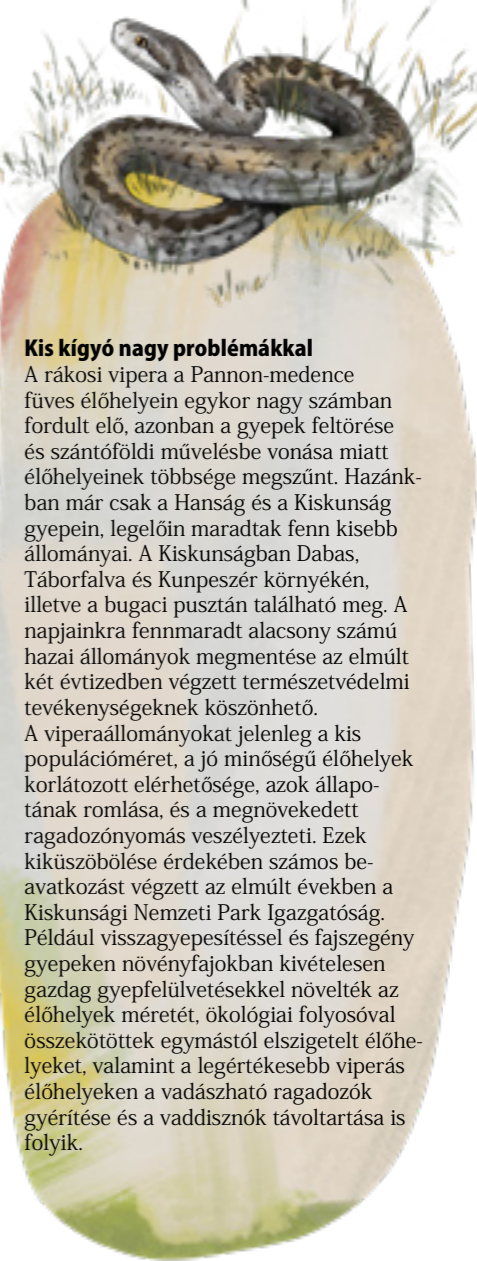 Kis kígyó nagy problémákkal
A rákosi vipera a Pannon-medence
füves élőhelyein egykor nagy számban
fordult elő, azonban a gyepek feltörése
és szántóföldi művelésbe vonása miatt
élőhelyeinek többsége megszűnt. Hazánk-
ban már csak a Hanság és a Kiskunság
gyepein, legelőin maradtak fenn kisebb
állományai. A Kiskunságban Dabas,
Táborfalva és Kunpeszér környékén,
illetve a bugaci pusztán található meg. A
napjainkra fennmaradt alacsony számú
hazai állományok megmentése az elmúlt
két évtizedben végzett természetvédelmi
tevékenységeknek köszönhető.
A viperaállományokat jelenleg a kis
populációméret, a jó minőségű élőhelyek
korlátozott elérhetősége, azok állapo-
tának romlása, és a megnövekedett
ragadozónyomás veszélyezteti. Ezek
kiküszöbölése érdekében számos be-
avatkozást végzett az elmúlt években a
Kiskunsági Nemzeti Park Igazgatóság.
Például visszagyepesítéssel és fajszegény
gyepeken növényfajokban kivételesen
gazdag gyepfelülvetésekkel növelték az
élőhelyek méretét, ökológiai folyosóval
összekötöttek egymástól elszigetelt élőhe-
lyeket, valamint a legértékesebb viperás
élőhelyeken a vadászható ragadozók
gyérítése és a vaddisznók távoltartása is
folyik.